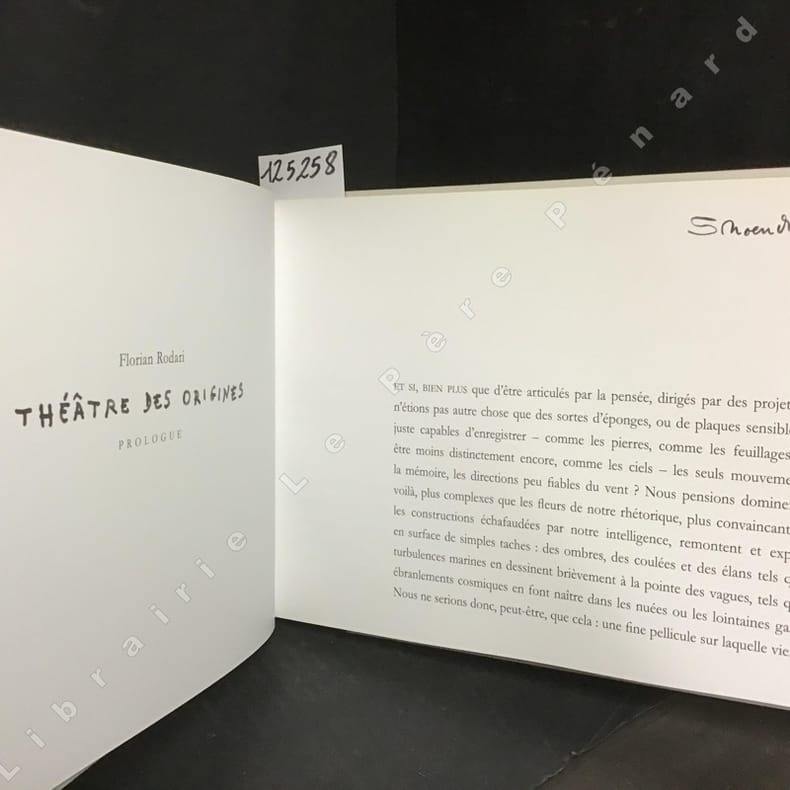 125258
Florian Rodari
THÉÂTRE DES ORIGINES
PROLOGUE
ET SI, BIEN PLUS que d'être articulés par la pensée, dirigés par des projet
n'étions pas autre chose que des sortes d'éponges, ou de plaques sensibl
juste capables d'enregistrer – comme les pierres, comme les feuillages
être moins distinctement encore, comme les ciels – les seuls mouveme
la mémoire, les directions peu fiables du vent ? Nous pensions domine
voilà, plus complexes que les fleurs de notre rhétorique, plus convaincant
les constructions échafaudées par notre intelligence, remontent et exp
en surface de simples taches : des ombres, des coulées et des élans tels q
turbulences marines en dessinent brièvement à la pointe des vagues, tels q
ébranlements cosmiques en font naître dans les nuées ou les lointaines ga
Nous ne serions donc, peut-être, que cela : une fine pellicule sur laquelle vie
Librairie Le Père Pénard